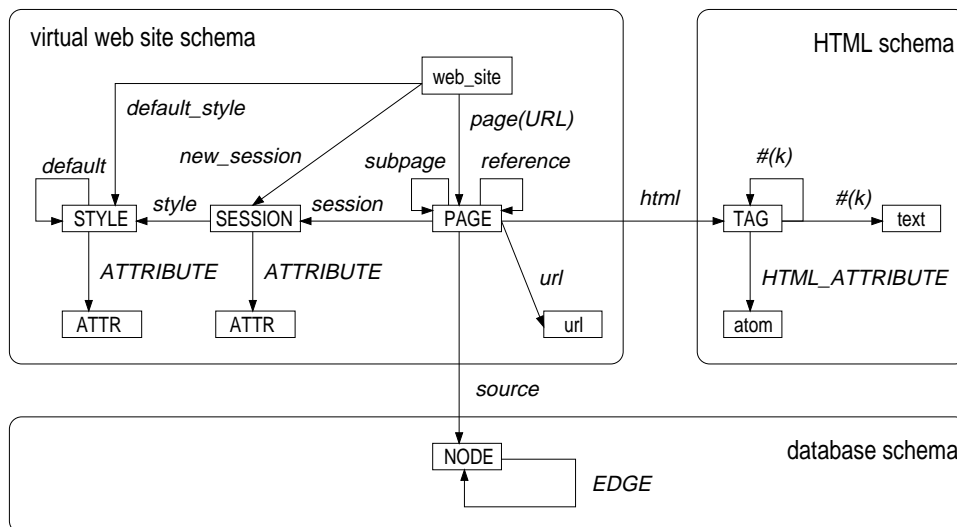 virtual web site schema
HTML schema
web_site
default_style
page(URL)
new_session
default
subpage
reference
#(k)
style
session
html
#(k)
STYLE
SESSION
PAGE
TAG
text
ATTRIBUTE
ATTRIBUTE
url
HTML_ATTRIBUTE
ATTR
ATTR
url
atom
source
database schema
NODE
EDGE